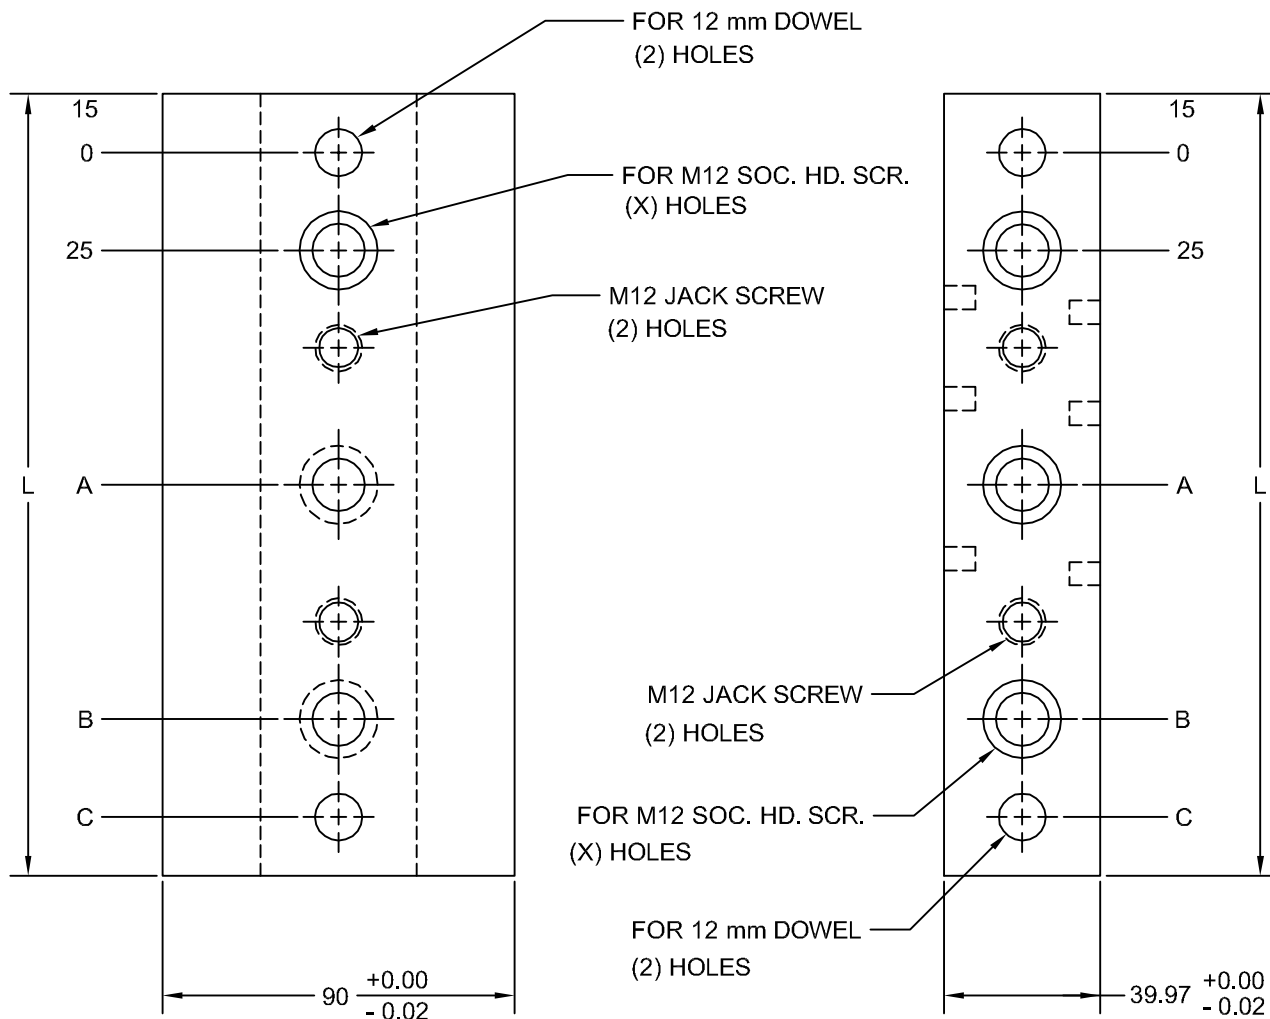 FOR 12 mm DOWEL
(2) HOLES
15
0
FOR M12 SOC. HD. SCR.
(X) HOLES
25
M12 JACK SCREW
(2) HOLES
L
A
B
C
90 +0.00
- 0.02
15
0
25
A
L
M12 JACK SCREW
(2) HOLES
B
FOR M12 SOC. HD. SCR.
(X) HOLES
C
FOR 12 mm DOWEL
(2) HOLES
39.97 +0.00
- 0.02